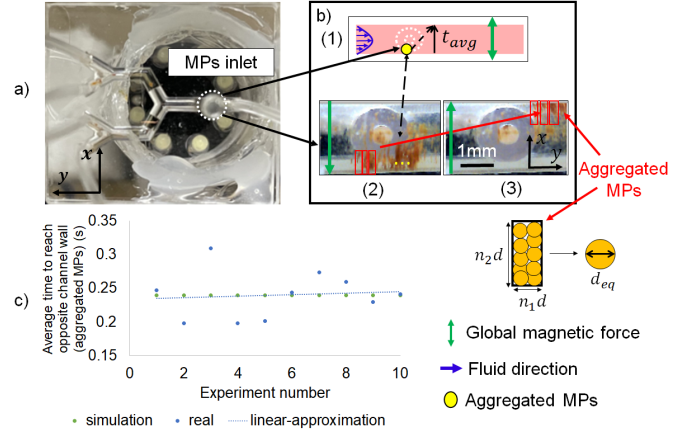 a)
MPs inlet
x
y
b)
(1)
t_avg
1mm
x
y
(2)
(3)
Aggregated
MPs
n₂d
n₁d
d_eq
c)
Average time to reach
opposite channel wall
(aggregated MPs) (s)
0.35
0.3
0.25
0.2
0.15
0
2
4
6
8
10
Experiment number
simulation
real
linear-approximation
Global magnetic force
Fluid direction
Aggregated MPs